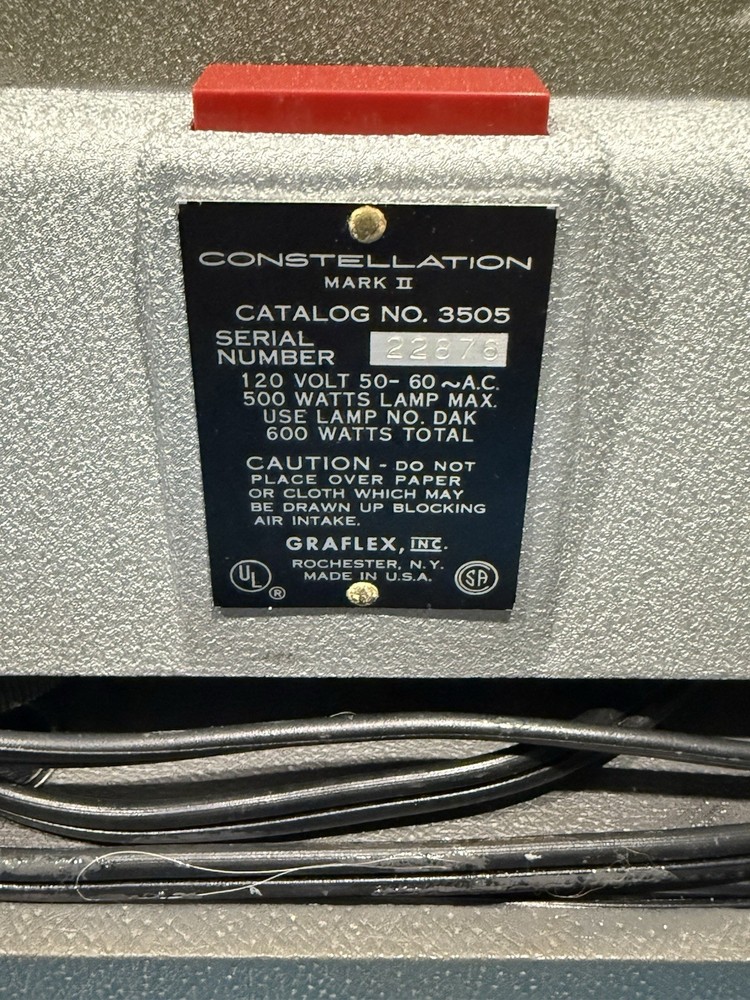 CONSTELLATION
MARK II
CATALOG NO. 3505
SERIAL
NUMBER 22876
120 VOLT 50-60~A.C.
500 WATTS LAMP MAX.
USE LAMP NO. DAK
600 WATTS TOTAL
CAUTION - DO NOT
PLACE OVER PAPER
OR CLOTH WHICH MAY
BE DRAWN UP BLOCKING
AIR INTAKE.
GRAFLEX, INC.
ROCHESTER, N.Y.
MADE IN U.S.A.
UL ®
SA